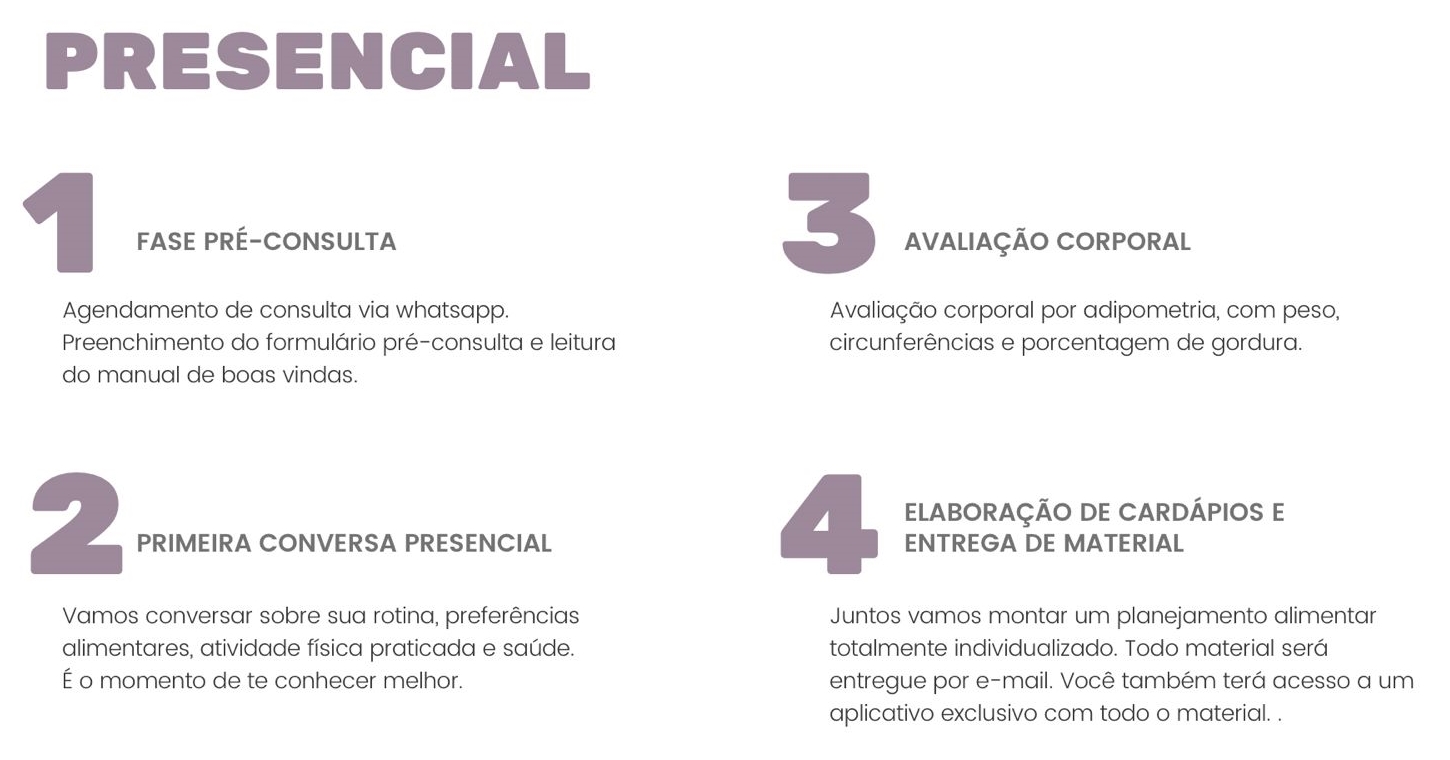 PRESENCIAL
1
FASE PRÉ-CONSULTA
Agendamento de consulta via whatsapp.
Preenchimento do formulário pré-consulta e leitura
do manual de boas vindas.
2
PRIMEIRA CONVERSA PRESENCIAL
Vamos conversar sobre sua rotina, preferências
alimentares, atividade física praticada e saúde.
É o momento de te conhecer melhor.
3
AVALIAÇÃO CORPORAL
Avaliação corporal por adipometria, com peso,
circunferências e porcentagem de gordura.
4
ELABORAÇÃO DE CARDÁPIOS E
ENTREGA DE MATERIAL
Juntos vamos montar um planejamento alimentar
totalmente individualizado. Todo material será
entregue por e-mail. Você também terá acesso a um
aplicativo exclusivo com todo o material. .